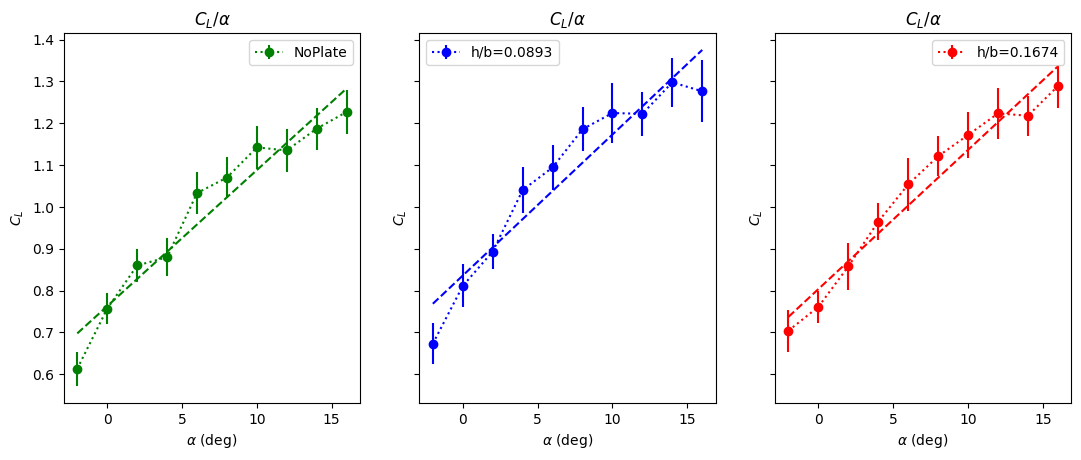 C_L/α
NoPlate
1.4
1.3
1.2
1.1
1.0
0.9
0.8
0.7
0.6
C_L
0
5
10
15
α (deg)
C_L/α
h/b=0.0893
C_L
0
5
10
15
α (deg)
C_L/α
h/b=0.1674
C_L
0
5
10
15
α (deg)